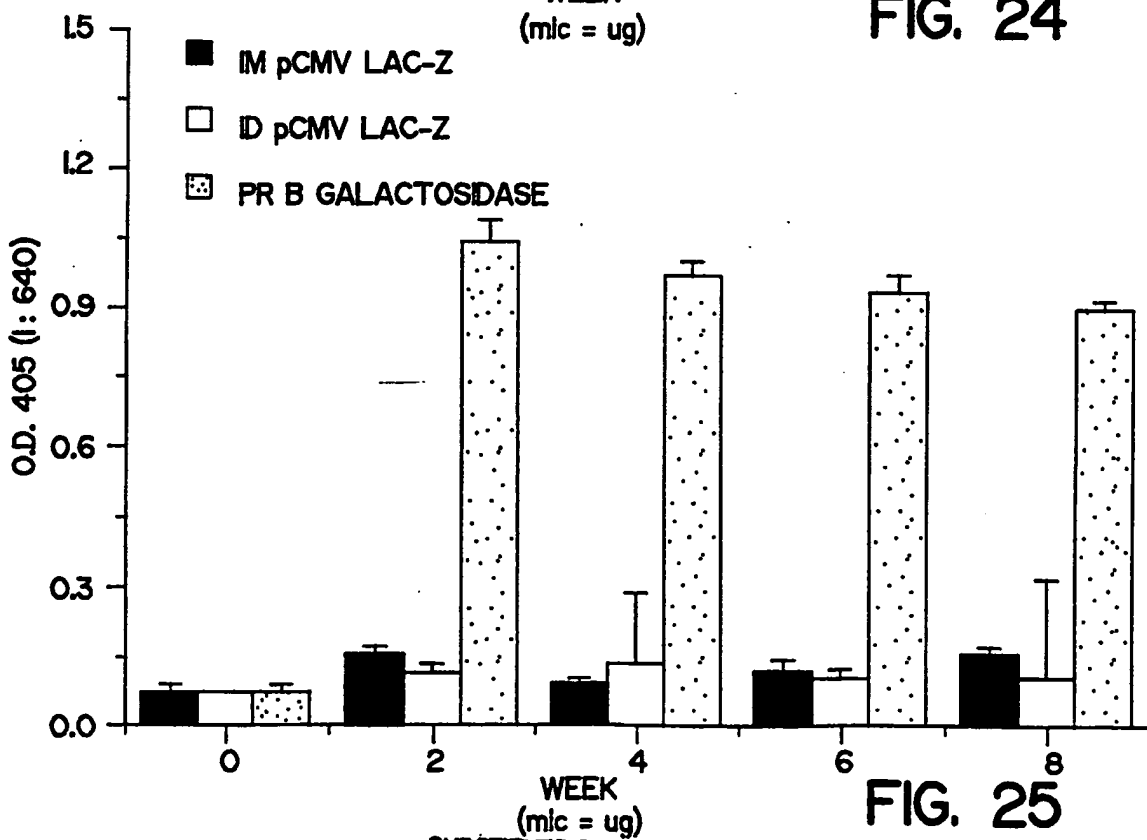 (mic = ug)
FIG. 24
1.5
1.2
0.9
0.6
0.3
0.0
O.D. 405 (1:640)
IM pCMV LAC-Z
ID pCMV LAC-Z
PR B GALACTOSIDASE
0 2 4 6 8
WEEK
(mic = ug)
FIG. 25